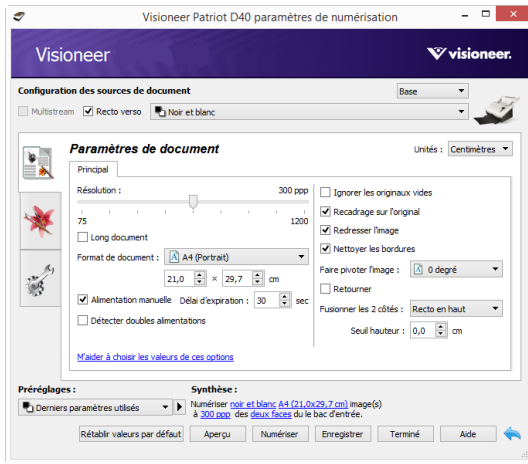 Visioneer Patriot D40 paramètres de numérisation
Visioneer
visioneer.
Configuration des sources de document
Base
Multistream
Recto verso
Noir et blanc
Paramètres de document
Unités : Centimètres
Principal
Résolution : 300 ppp
75 1200
Long document
Format de document : A4 (Portrait)
21,0 × 29,7 cm
Alimentation manuelle Délai d'expiration : 30 sec
Détecter doubles alimentations
M'aider à choisir les valeurs de ces options
Ignorer les originaux vides
Recadrage sur l'original
Redresser l'image
Nettoyer les bordures
Faire pivoter l'image : 0 degré
Retourner
Fusionner les 2 côtés : Recto en haut
Seuil hauteur : 0,0 cm
Préréglages :
Derniers paramètres utilisés
Synthèse :
Numériser noir et blanc A4 (21,0x29,7 cm) image(s)
à 300 ppp des deux faces du le bac d'entrée.
Rétablir valeurs par défaut
Aperçu
Numériser
Enregistrer
Terminé
Aide